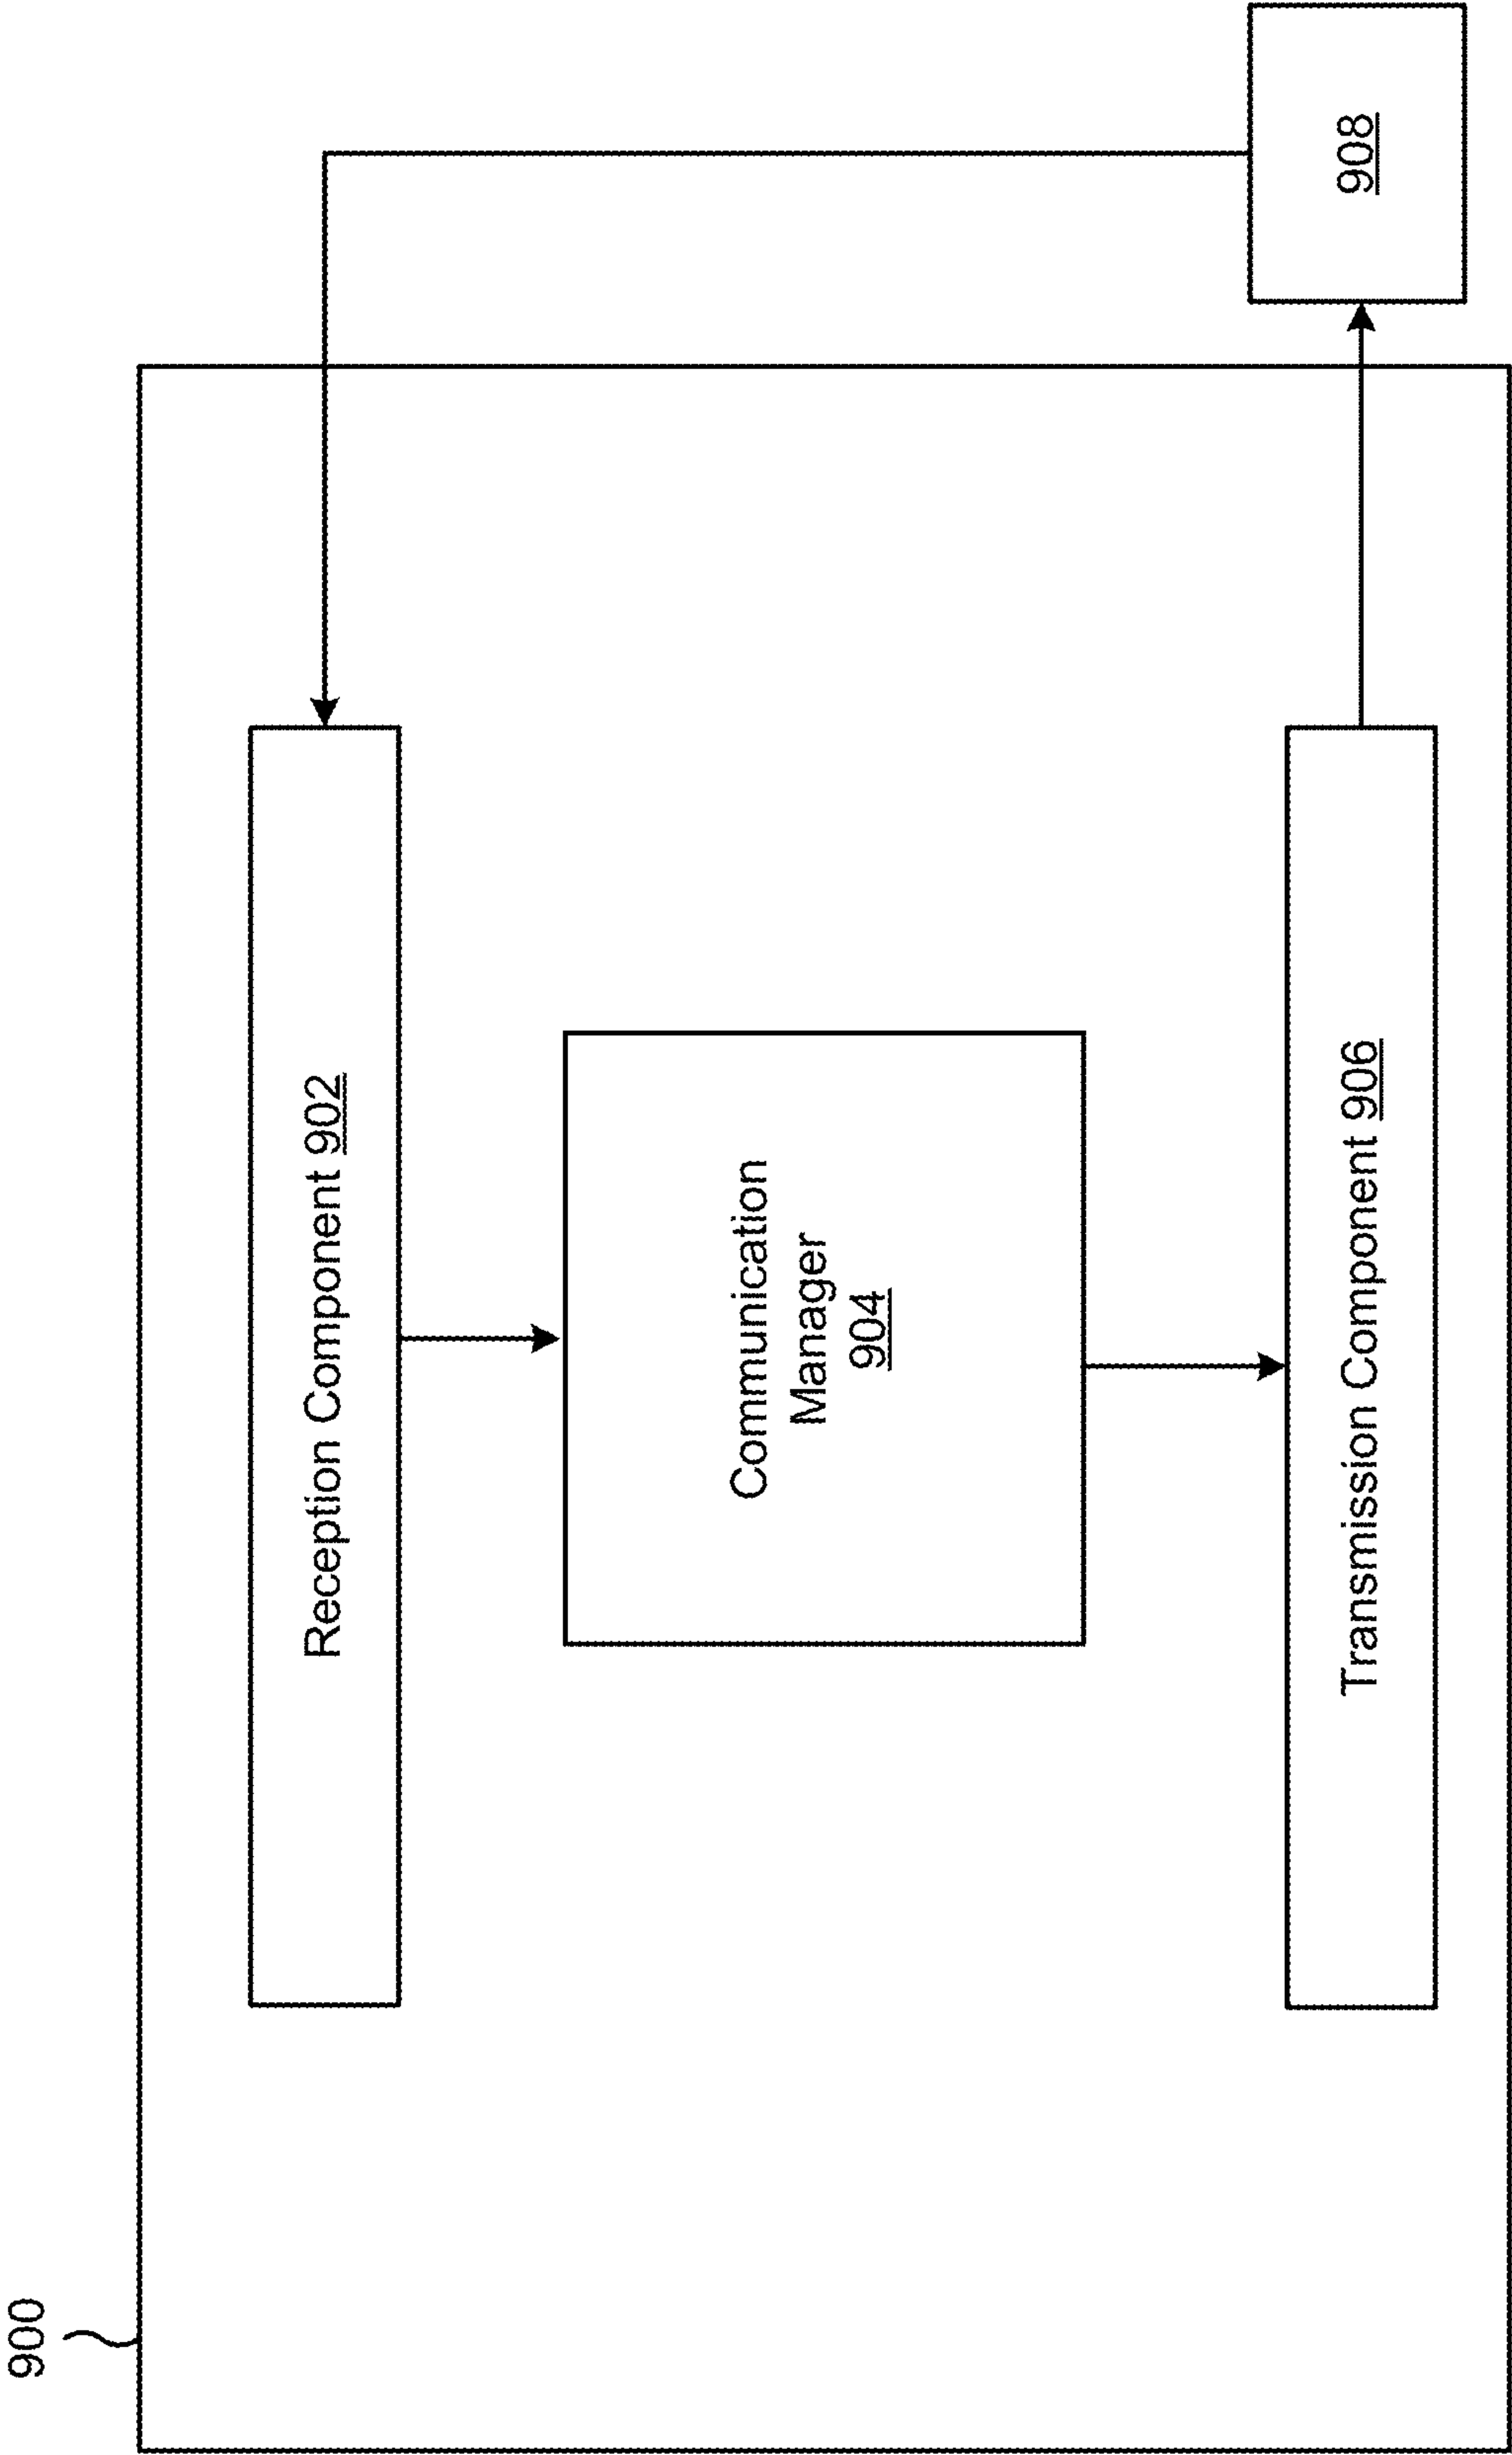 900
Reception Component 902
Communication
Manager
904
Transmission Component 906
908